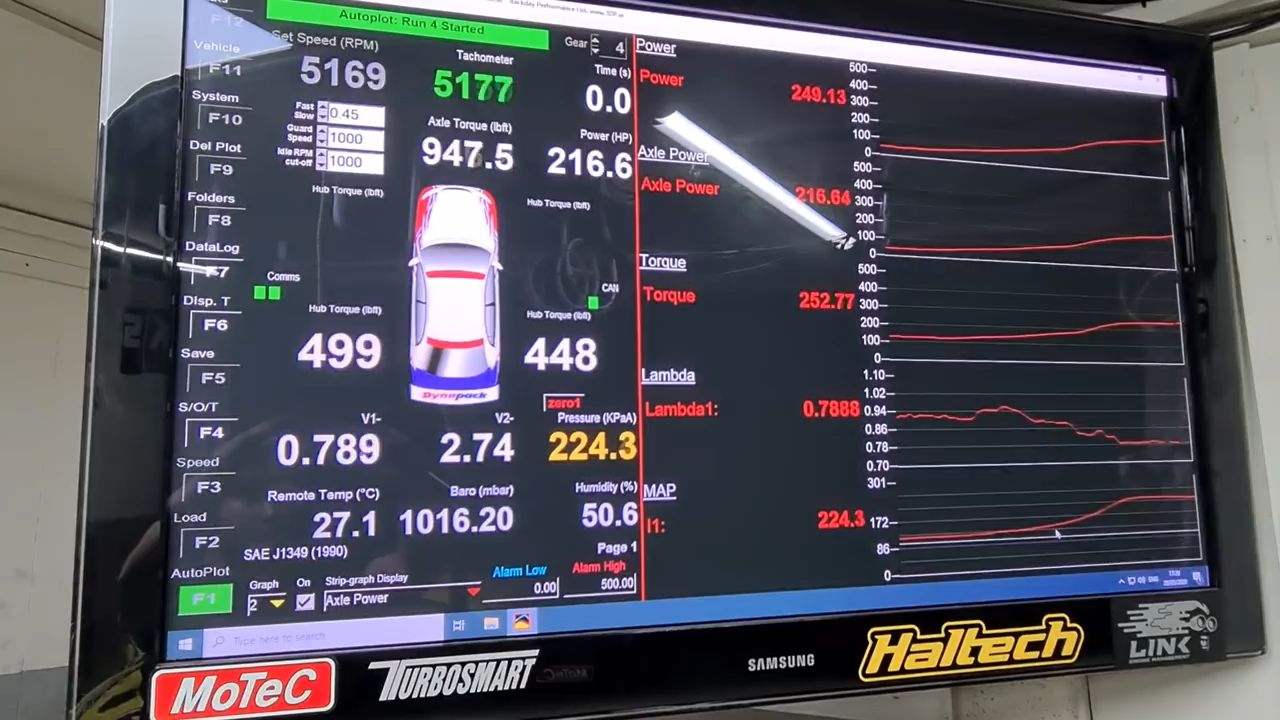 Autoplot: Run 4 Started
F12
Vehicle
F11
System
F10
Del Plot
F9
Folders
F8
DataLog
F7
Disp. T
F6
Save
F5
S/O/T
F4
Speed
F3
Load
F2
AutoPlot
F1
Set Speed (RPM)
5169
Tachometer
5177
Gear 4
Time (s)
0.0
Fast Slow 0.45
Guard Speed 1000
Idle RPM cut-off 1000
Axle Torque (lbft)
947.5
Power (HP)
216.6
Hub Torque (lbft)
Hub Torque (lbft)
Comms
CAN
Hub Torque (lbft)
499
Hub Torque (lbft)
448
Dynapack
zero1
V1-
0.789
V2-
2.74
Pressure (KPaA)
224.3
Remote Temp (°C)
27.1
Baro (mbar)
1016.20
Humidity (%)
50.6
SAE J1349 (1990)
Page 1
Graph
2
On
Strip-graph Display
Axle Power
Alarm Low
0.00
Alarm High
500.00
Power
Power 249.13
500
400
300
200
100
0
Axle Power
Axle Power 216.64
500
400
300
200
100
0
Torque
Torque 252.77
500
400
300
200
100
0
Lambda
Lambda1: 0.7888
1.10
1.02
0.94
0.86
0.78
0.70
MAP
I1: 224.3
301
172
86
0
Type here to search
MoTeC
TURBOSMART
SAMSUNG
Haltech
LINK
ENGINE MANAGEMENT